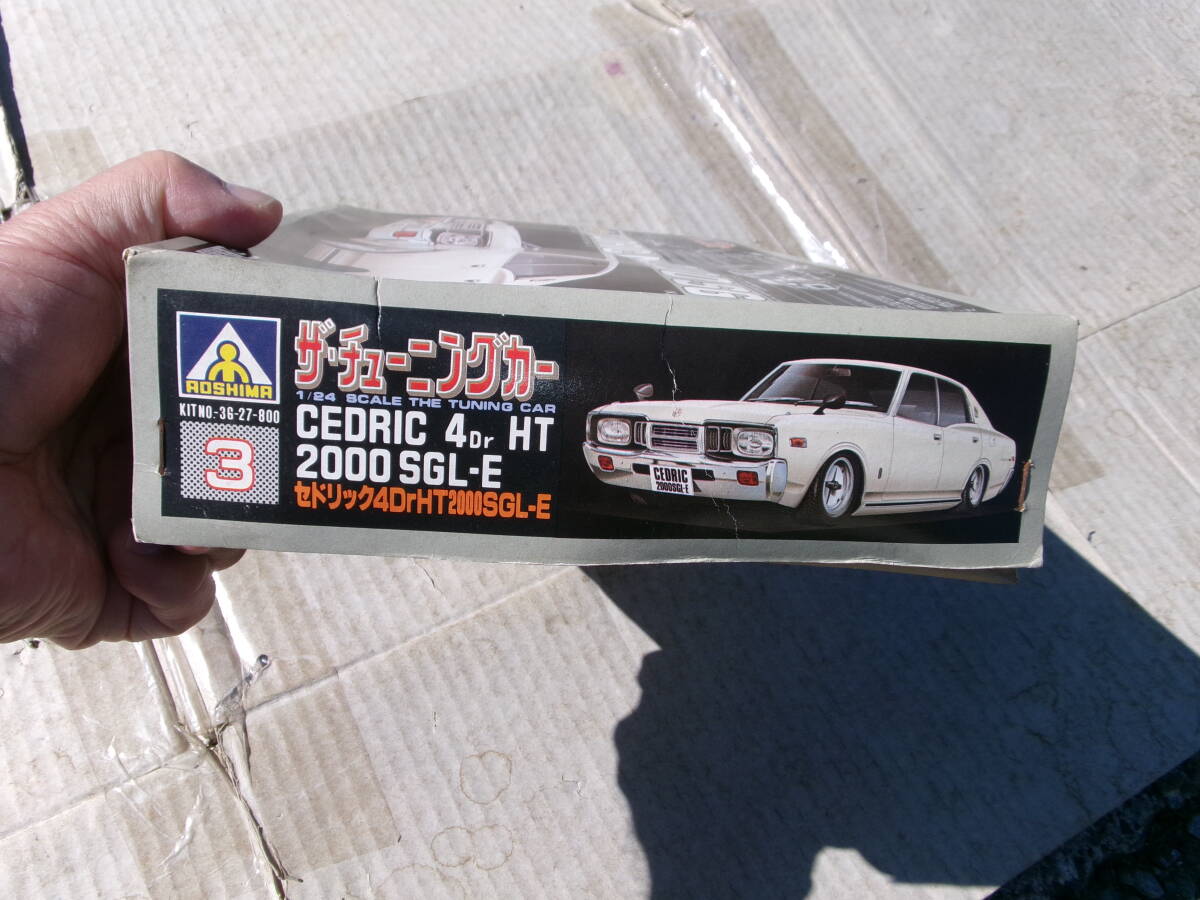 AOSHIMA
KIT NO-36-27-800
3
ザ・チューニングカー
1/24 SCALE THE TUNING CAR
CEDRIC 4Dr HT
2000 SGL-E
セドリック4DrHT2000SGL-E
CEDRIC
2000SGL-E